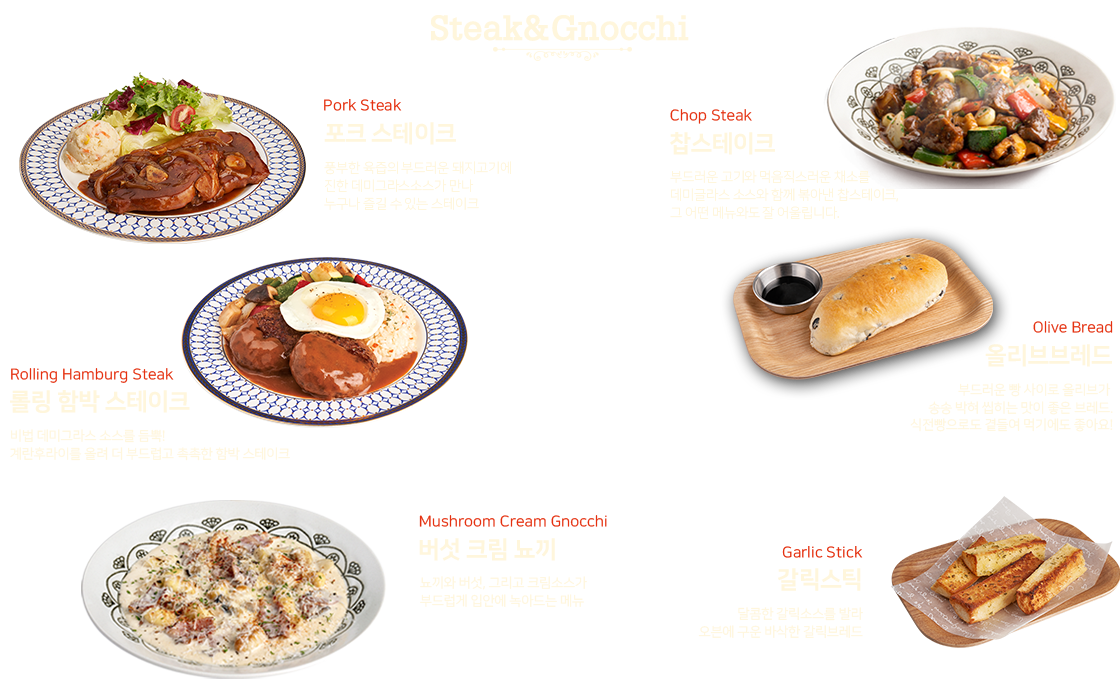 Steak&Gnocchi
Pork Steak
포크 스테이크
풍부한 육즙의 부드러운 돼지고기에
진한 데미그라스소스가 만나
누구나 즐길 수 있는 스테이크
Chop Steak
찹스테이크
부드러운 고기와 먹음직스러운 채소를
데미글라스 소스와 함께 볶아낸 찹스테이크
그 어떤 메뉴와도 잘 어울립니다.
Rolling Hamburg Steak
롤링 함박 스테이크
비법 데미그라스 소스를 듬뿍!
계란후라이를 올려 더 부드럽고 촉촉한 함박 스테이크
Olive Bread
올리브브레드
부드러운 빵 사이로 올리브가
송송 박혀 씹히는 맛이 좋은 브레드
식전빵으로도 곁들여 먹기에도 좋아요!
Mushroom Cream Gnocchi
버섯 크림 뇨끼
뇨끼와 버섯, 그리고 크림소스가
부드럽게 입안에 녹아드는 메뉴
Garlic Stick
갈릭스틱
달콤한 갈릭소스를 발라
오븐에 구운 바삭한 갈릭브레드